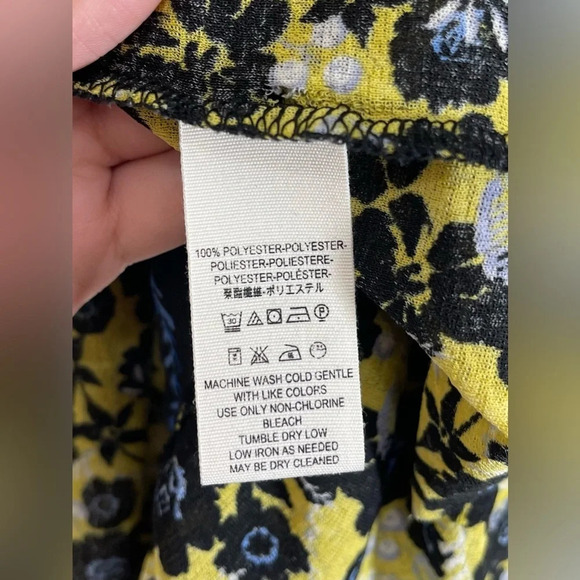 100% POLYESTER-POLYESTER-
POLIESTER-POLIESTERE-
POLYESTER-POLÉSTER-
聚酯纖維-ポリエステル
30 P
MACHINE WASH COLD GENTLE
WITH LIKE COLORS
USE ONLY NON-CHLORINE
BLEACH
TUMBLE DRY LOW
LOW IRON AS NEEDED
MAY BE DRY CLEANED